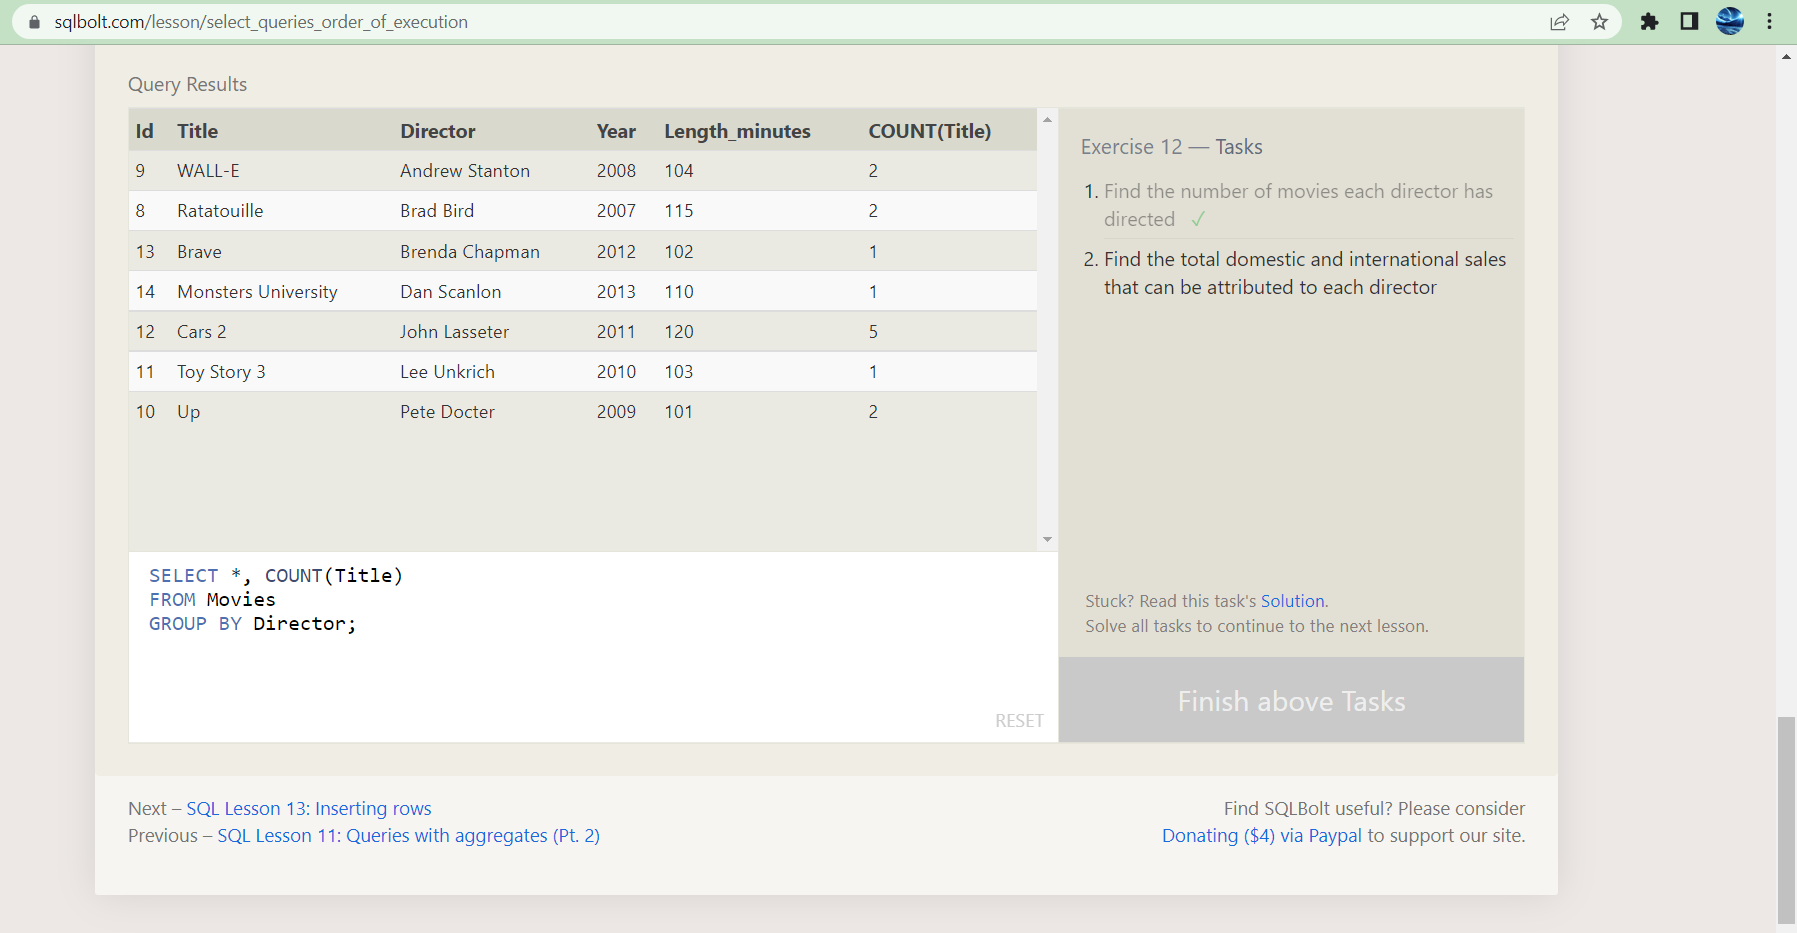 sqlbolt.com/lesson/select_queries_order_of_execution
Query Results
Id Title Director Year Length_minutes COUNT(Title)
9 WALL-E Andrew Stanton 2008 104 2
8 Ratatouille Brad Bird 2007 115 2
13 Brave Brenda Chapman 2012 102 1
14 Monsters University Dan Scanlon 2013 110 1
12 Cars 2 John Lasseter 2011 120 5
11 Toy Story 3 Lee Unkrich 2010 103 1
10 Up Pete Docter 2009 101 2
SELECT *, COUNT(Title)
FROM Movies
GROUP BY Director;
RESET
Exercise 12 — Tasks
1. Find the number of movies each director has
directed ✓
2. Find the total domestic and international sales
that can be attributed to each director
Stuck? Read this task's Solution.
Solve all tasks to continue to the next lesson.
Finish above Tasks
Next – SQL Lesson 13: Inserting rows
Previous – SQL Lesson 11: Queries with aggregates (Pt. 2)
Find SQLBolt useful? Please consider
Donating ($4) via Paypal to support our site.